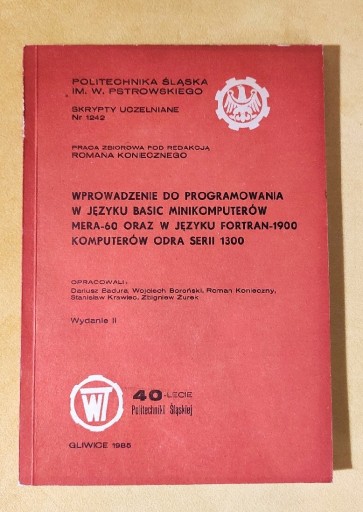 POLITECHNIKA ŚLĄSKA
IM. W. PSTROWSKIEGO
SKRYPTY UCZELNIANE
Nr 1242
PRACA ZBIOROWA POD REDAKCJĄ
ROMANA KONIECZNEGO
WPROWADZENIE DO PROGRAMOWANIA
W JĘZYKU BASIC MINIKOMPUTERÓW
MERA-60 ORAZ W JĘZYKU FORTRAN-1900
KOMPUTERÓW ODRA SERII 1300
OPRACOWALI:
Dariusz Badura, Wojciech Boroński, Roman Konieczny,
Stanisław Krawiec, Zbigniew Żurek
Wydanie II
40-LECIE
Politechniki Śląskiej
GLIWICE 1985